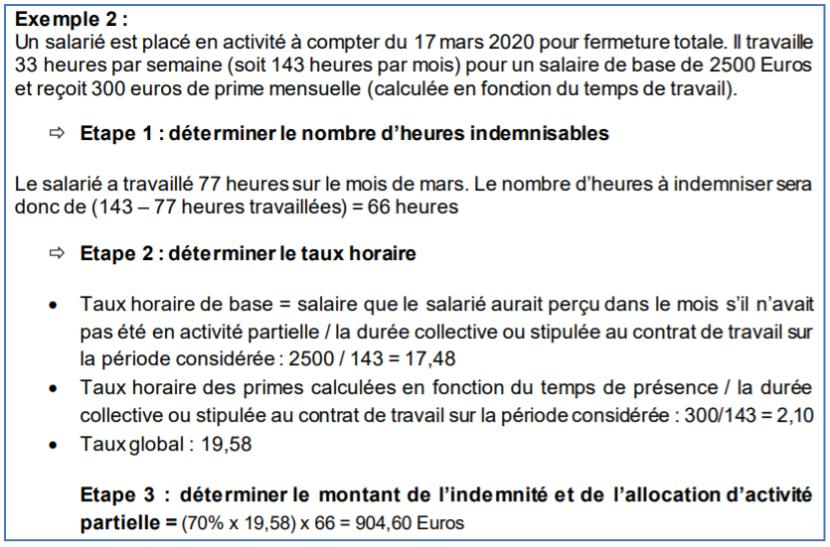 Exemple 2 :
Un salarié est placé en activité à compter du 17 mars 2020 pour fermeture totale. Il travaille
33 heures par semaine (soit 143 heures par mois) pour un salaire de base de 2500 Euros
et reçoit 300 euros de prime mensuelle (calculée en fonction du temps de travail).
⇨ Etape 1 : déterminer le nombre d'heures indemnisables
Le salarié a travaillé 77 heures sur le mois de mars. Le nombre d'heures à indemniser sera
donc de (143 – 77 heures travaillées) = 66 heures
⇨ Etape 2 : déterminer le taux horaire
• Taux horaire de base = salaire que le salarié aurait perçu dans le mois s'il n'avait
pas été en activité partielle / la durée collective ou stipulée au contrat de travail sur
la période considérée : 2500 / 143 = 17,48
• Taux horaire des primes calculées en fonction du temps de présence / la durée
collective ou stipulée au contrat de travail sur la période considérée : 300/143 = 2,10
• Taux global : 19,58
Etape 3 : déterminer le montant de l'indemnité et de l'allocation d'activité
partielle = (70% x 19,58) x 66 = 904,60 Euros